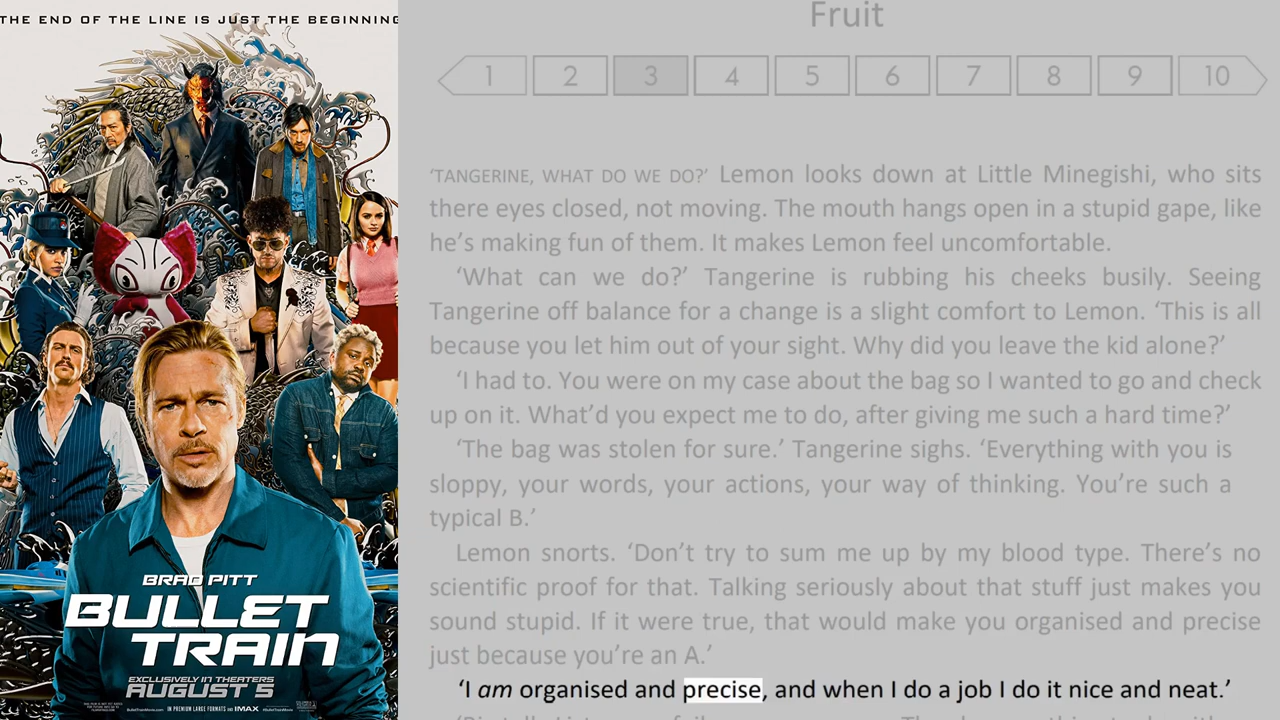 THE END OF THE LINE IS JUST THE BEGINNING
BRAD PITT
BULLET
TRAIN
EXCLUSIVELY IN THEATERS
AUGUST 5
IN PREMIUM LARGE FORMATS AND IMAX
Fruit
1 2 3 4 5 6 7 8 9 10
‘TANGERINE, WHAT DO WE DO?’ Lemon looks down at Little Minegishi, who sits
there eyes closed, not moving. The mouth hangs open in a stupid gape, like
he’s making fun of them. It makes Lemon feel uncomfortable.
‘What can we do?’ Tangerine is rubbing his cheeks busily. Seeing
Tangerine off balance for a change is a slight comfort to Lemon. ‘This is all
because you let him out of your sight. Why did you leave the kid alone?’
‘I had to. You were on my case about the bag so I wanted to go and check
up on it. What’d you expect me to do, after giving me such a hard time?’
‘The bag was stolen for sure.’ Tangerine sighs. ‘Everything with you is
sloppy, your words, your actions, your way of thinking. You’re such a
typical B.’
Lemon snorts. ‘Don’t try to sum me up by my blood type. There’s no
scientific proof for that. Talking seriously about that stuff just makes you
sound stupid. If it were true, that would make you organised and precise
just because you’re an A.’
‘I am organised and precise, and when I do a job I do it nice and neat.’